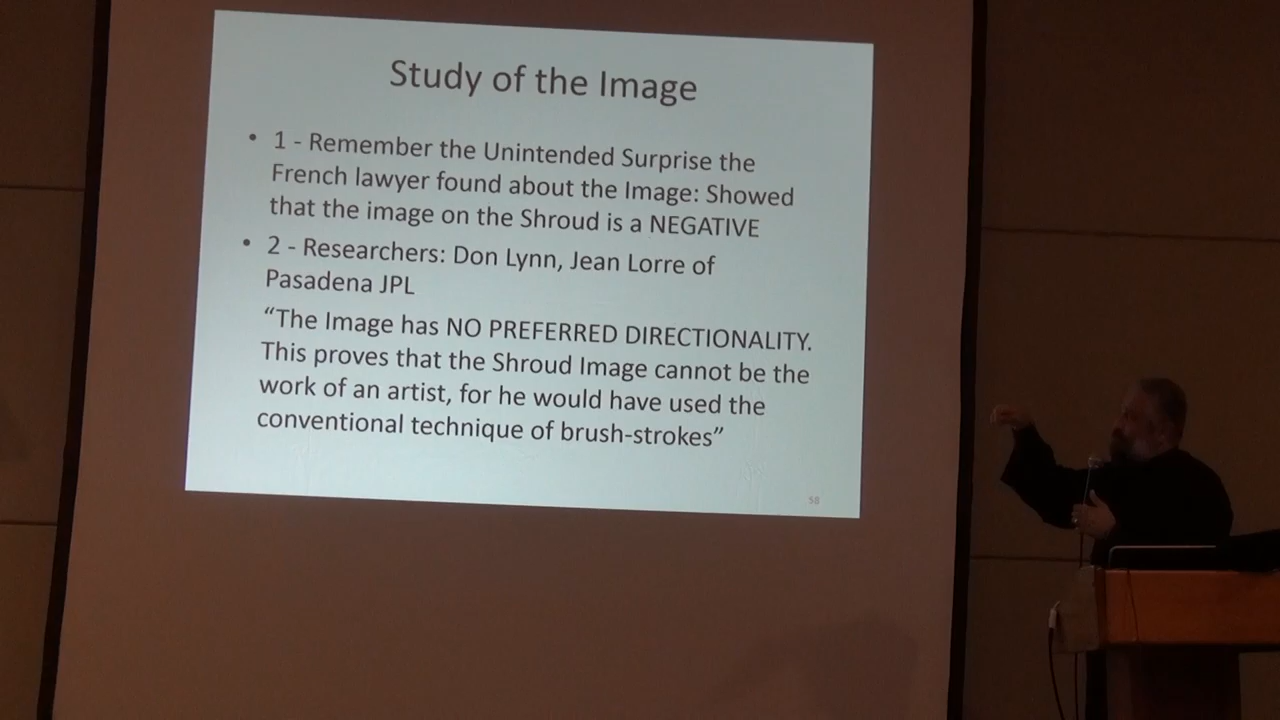 Study of the Image
• 1 - Remember the Unintended Surprise the
French lawyer found about the Image: Showed
that the image on the Shroud is a NEGATIVE
• 2 - Researchers: Don Lynn, Jean Lorre of
Pasadena JPL
“The Image has NO PREFERRED DIRECTIONALITY.
This proves that the Shroud Image cannot be the
work of an artist, for he would have used the
conventional technique of brush-strokes”
58